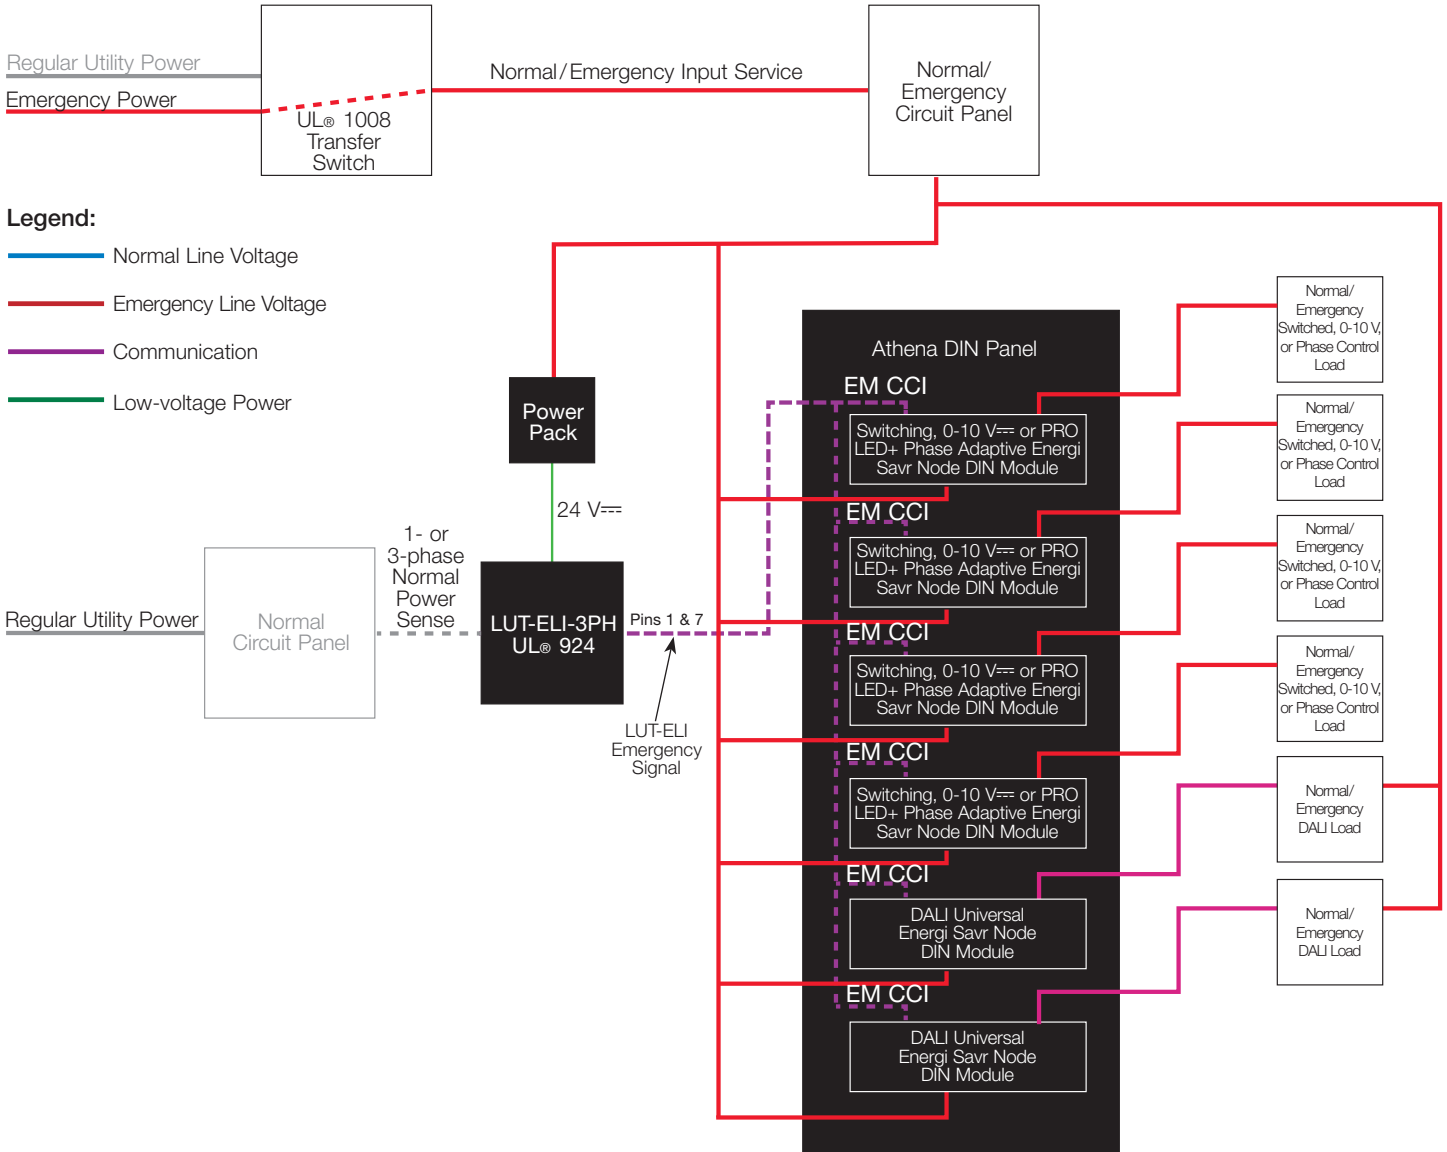 Regular Utility Power
Emergency Power
UL® 1008
Transfer
Switch
Normal/Emergency Input Service
Normal/
Emergency
Circuit Panel
Legend:
Normal Line Voltage
Emergency Line Voltage
Communication
Low-voltage Power
Power
Pack
24 V⎓
1- or
3-phase
Normal
Power
Sense
Regular Utility Power
Normal
Circuit Panel
LUT-ELI-3PH
UL® 924
Pins 1 & 7
LUT-ELI
Emergency
Signal
Athena DIN Panel
EM CCI
Switching, 0-10 V⎓ or PRO
LED+ Phase Adaptive Energi
Savr Node DIN Module
EM CCI
Switching, 0-10 V⎓ or PRO
LED+ Phase Adaptive Energi
Savr Node DIN Module
EM CCI
Switching, 0-10 V⎓ or PRO
LED+ Phase Adaptive Energi
Savr Node DIN Module
EM CCI
Switching, 0-10 V⎓ or PRO
LED+ Phase Adaptive Energi
Savr Node DIN Module
EM CCI
DALI Universal
Energi Savr Node
DIN Module
EM CCI
DALI Universal
Energi Savr Node
DIN Module
Normal/
Emergency
Switched, 0-10 V,
or Phase Control
Load
Normal/
Emergency
Switched, 0-10 V,
or Phase Control
Load
Normal/
Emergency
Switched, 0-10 V,
or Phase Control
Load
Normal/
Emergency
Switched, 0-10 V,
or Phase Control
Load
Normal/
Emergency
DALI Load
Normal/
Emergency
DALI Load